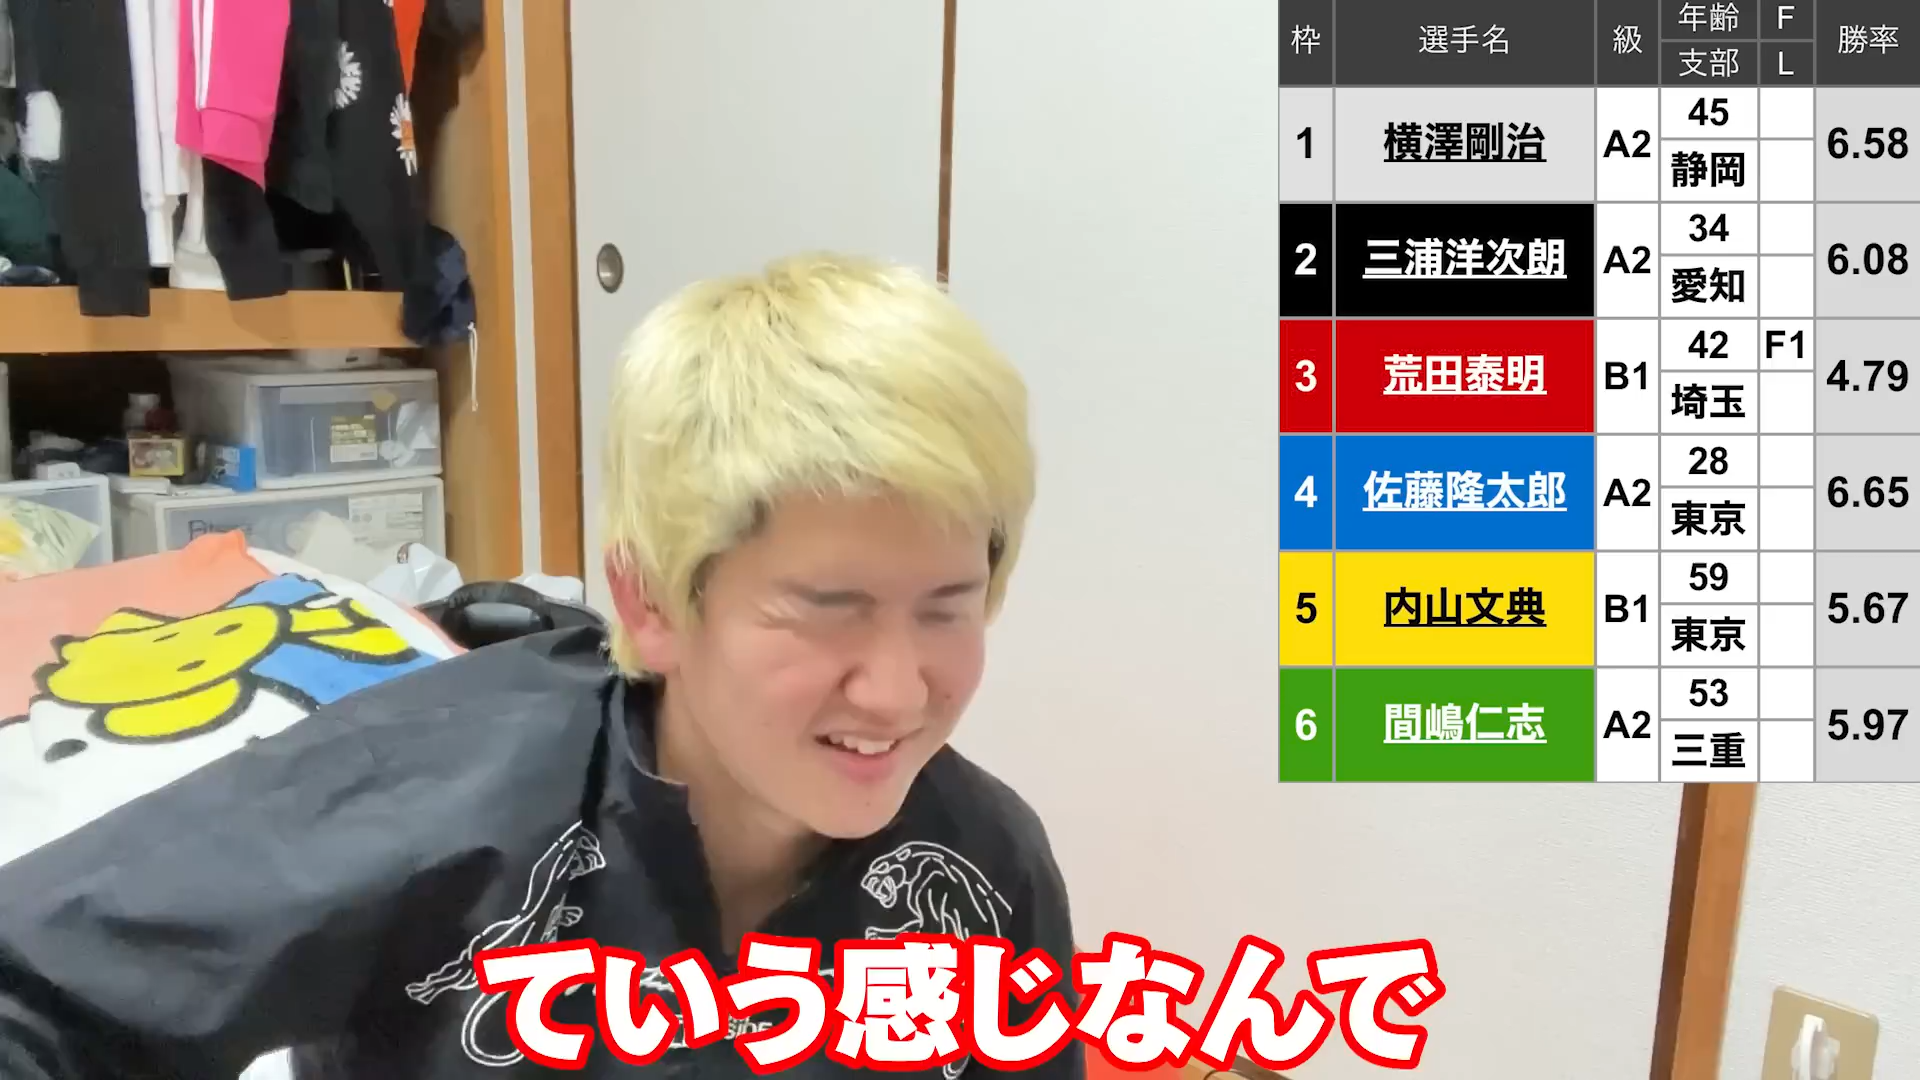 枠 選手名 級 年齢 F 勝率
支部 L
1 横澤剛治 A2 45 6.58
静岡
2 三浦洋次朗 A2 34 6.08
愛知
3 荒田泰明 B1 42 F1 4.79
埼玉
4 佐藤隆太郎 A2 28 6.65
東京
5 内山文典 B1 59 5.67
東京
6 間嶋仁志 A2 53 5.97
三重
ていう感じなんで